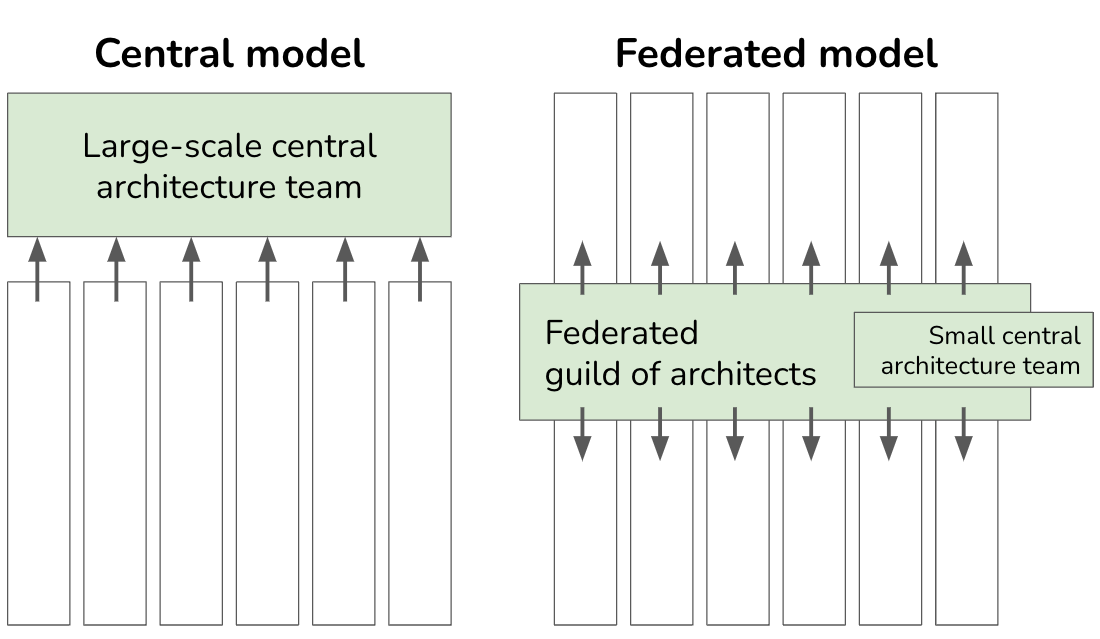 Central model
Large-scale central
architecture team
Federated model
Federated
guild of architects
Small central
architecture team